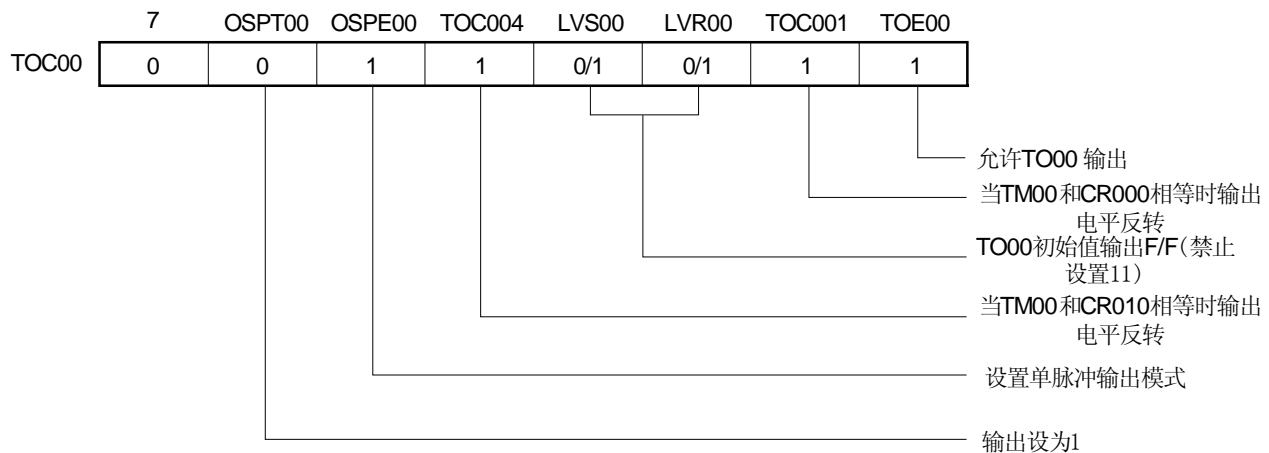 7 OSPT00 OSPE00 TOC004 LVS00 LVR00 TOC001 TOE00
TOC00 0 0 1 1 0/1 0/1 1 1
允许TO00 输出
当TM00和CR000相等时输出
电平反转
TO00初始值输出F/F(禁止
设置11)
当TM00和CR010相等时输出
电平反转
设置单脉冲输出模式
输出设为1